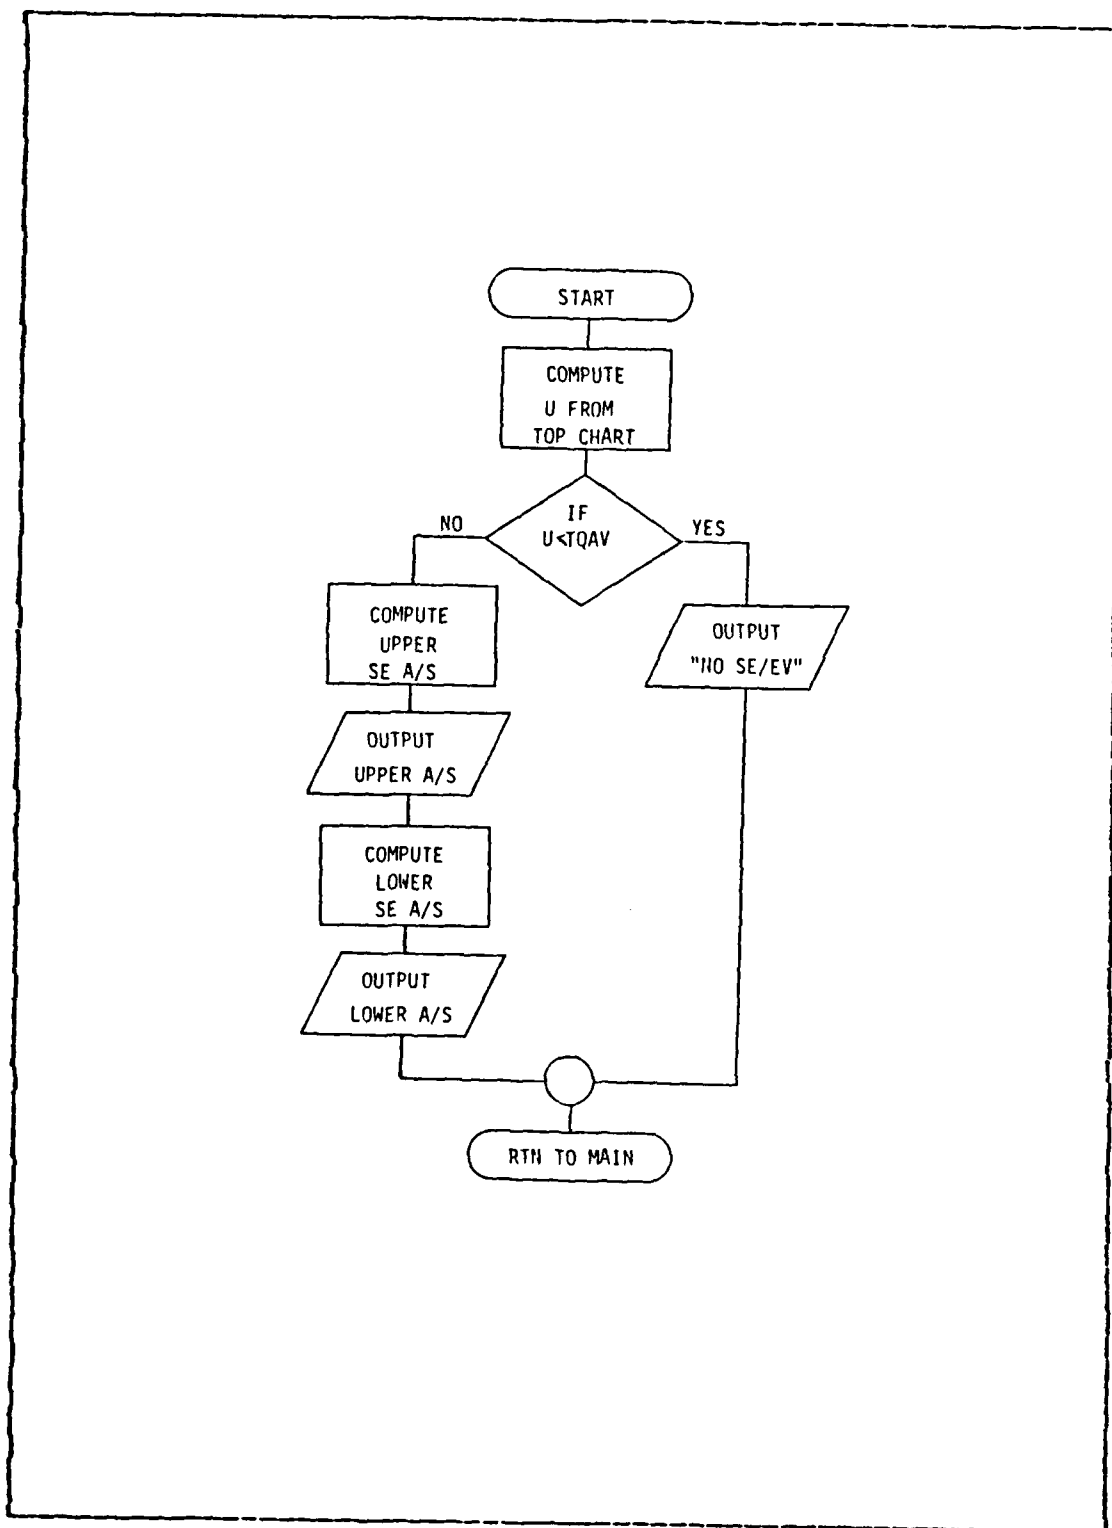 START
COMPUTE
U FROM
TOP CHART
IF
U<TQAV
NO
YES
COMPUTE
UPPER
SE A/S
OUTPUT
"NO SE/EV"
OUTPUT
UPPER A/S
COMPUTE
LOWER
SE A/S
OUTPUT
LOWER A/S
RTN TO MAIN